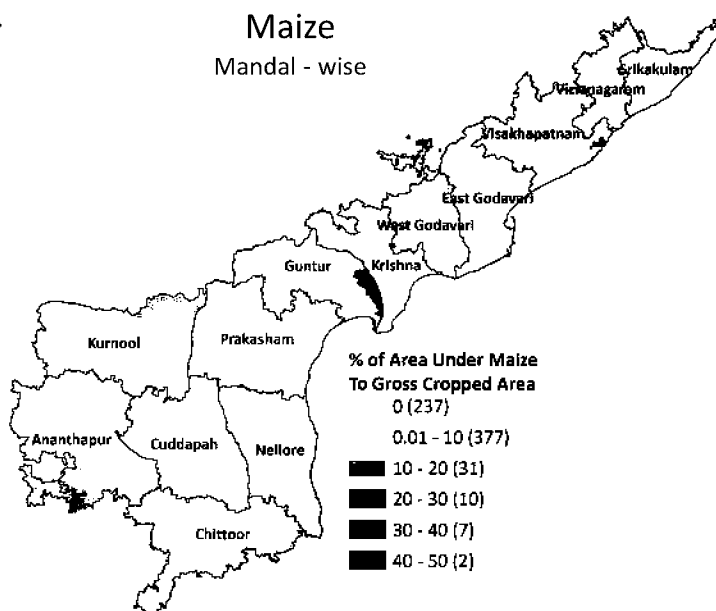 Maize
Mandal - wise
Srikakulam
Vizianagaram
Visakhapatnam
East Godavari
West Godavari
Guntur
Krishna
Kurnool
Prakasham
% of Area Under Maize
To Gross Cropped Area
0 (237)
0.01 - 10 (377)
Ananthapur
Cuddapah
Nellore
10 - 20 (31)
20 - 30 (10)
30 - 40 (7)
Chittoor
40 - 50 (2)